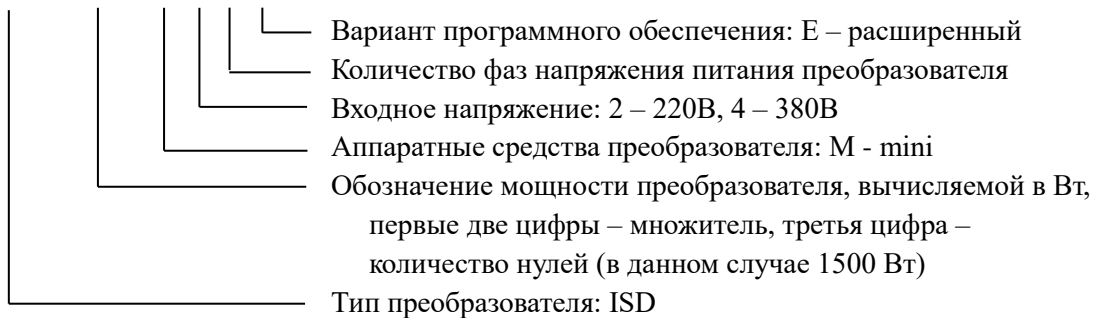 Вариант программного обеспечения: E – расширенный
Количество фаз напряжения питания преобразователя
Входное напряжение: 2 – 220В, 4 – 380В
Аппаратные средства преобразователя: M - mini
Обозначение мощности преобразователя, вычисляемой в Вт,
первые две цифры – множитель, третья цифра –
количество нулей (в данном случае 1500 Вт)
Тип преобразователя: ISD